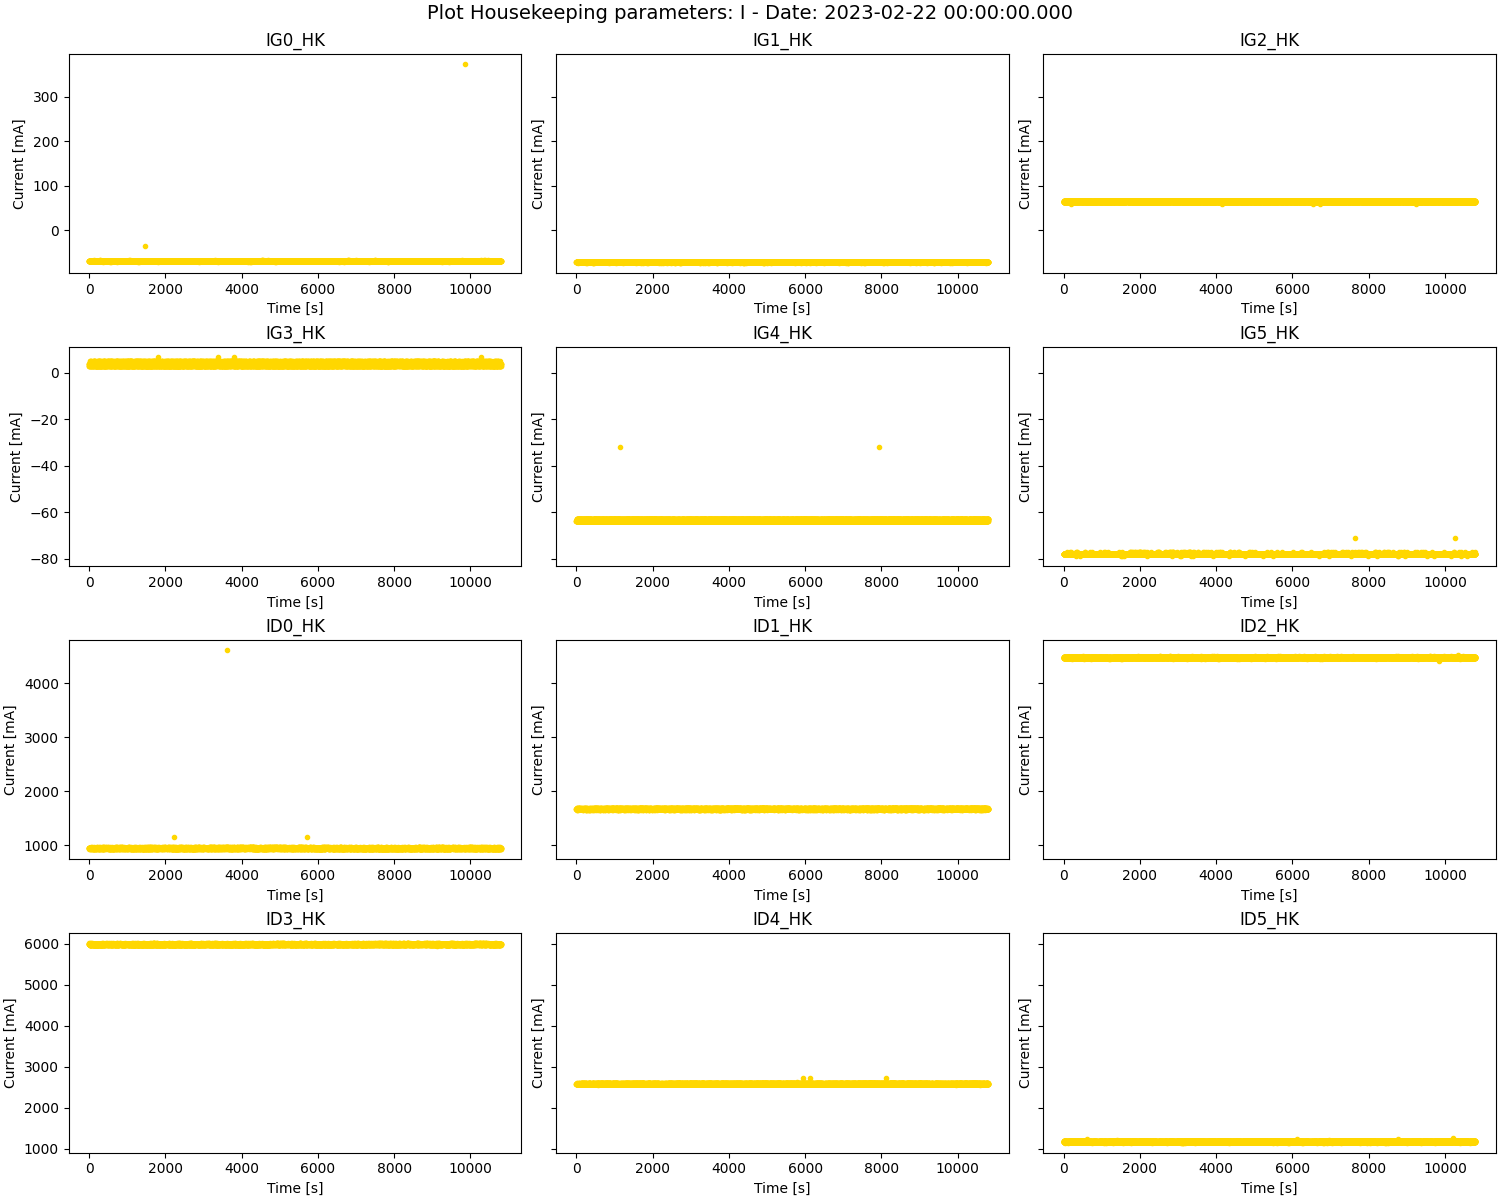 Plot Housekeeping parameters: I - Date: 2023-02-22 00:00:00.000
IG0_HK
Current [mA]
300
200
100
0
0 2000 4000 6000 8000 10000
Time [s]
IG1_HK
Current [mA]
0 2000 4000 6000 8000 10000
Time [s]
IG2_HK
Current [mA]
0 2000 4000 6000 8000 10000
Time [s]
IG3_HK
Current [mA]
0
−20
−40
−60
−80
0 2000 4000 6000 8000 10000
Time [s]
IG4_HK
Current [mA]
0 2000 4000 6000 8000 10000
Time [s]
IG5_HK
Current [mA]
0 2000 4000 6000 8000 10000
Time [s]
ID0_HK
Current [mA]
4000
3000
2000
1000
0 2000 4000 6000 8000 10000
Time [s]
ID1_HK
Current [mA]
0 2000 4000 6000 8000 10000
Time [s]
ID2_HK
Current [mA]
0 2000 4000 6000 8000 10000
Time [s]
ID3_HK
Current [mA]
6000
5000
4000
3000
2000
1000
0 2000 4000 6000 8000 10000
Time [s]
ID4_HK
Current [mA]
0 2000 4000 6000 8000 10000
Time [s]
ID5_HK
Current [mA]
0 2000 4000 6000 8000 10000
Time [s]